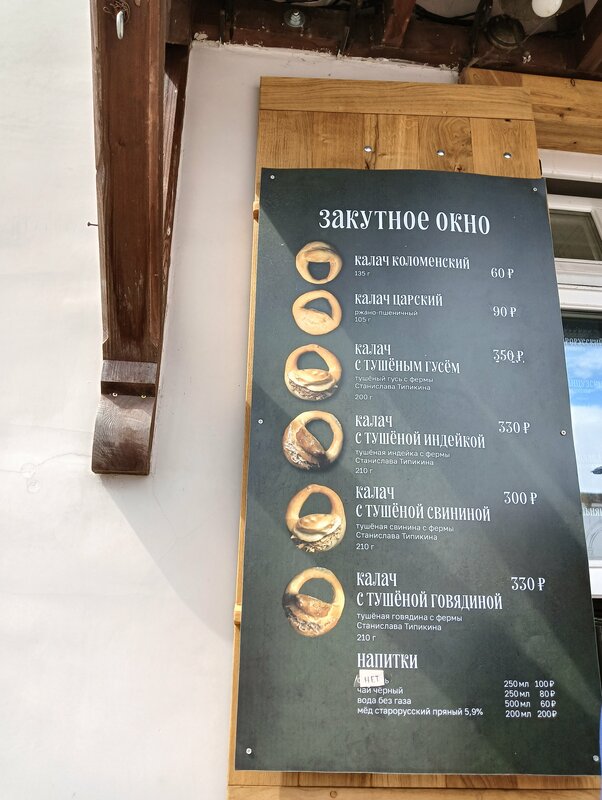 закутное окно
калач коломенский
135 г
60 ₽
калач царский
ржано-пшеничный
105 г
90 ₽
калач
с тушёным гусём
350 ₽
тушёный гусь с фермы
Станислава Типикина
200 г
калач
с тушёной индейкой
330 ₽
тушёная индейка с фермы
Станислава Типикина
210 г
калач
с тушёной свининой
300 ₽
тушёная свинина с фермы
Станислава Типикина
210 г
калач
с тушёной говядиной
330 ₽
тушёная говядина с фермы
Станислава Типикина
210 г
напитки
НЕТ 250 мл 100 ₽
чай чёрный 250 мл 80 ₽
вода без газа 500 мл 60 ₽
мёд старорусский пряный 5,9% 200 мл 200 ₽